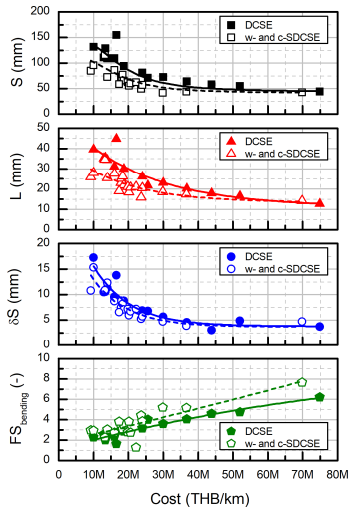 200
150
100
50
0
S (mm)
DCSE
w- and c-SDCSE
50
40
30
20
10
0
L (mm)
DCSE
w- and c-SDCSE
20
15
10
5
0
δS (mm)
DCSE
w- and c-SDCSE
10
8
6
4
2
0
FSbending (-)
DCSE
w- and c-SDCSE
0 10M 20M 30M 40M 50M 60M 70M 80M
Cost (THB/km)